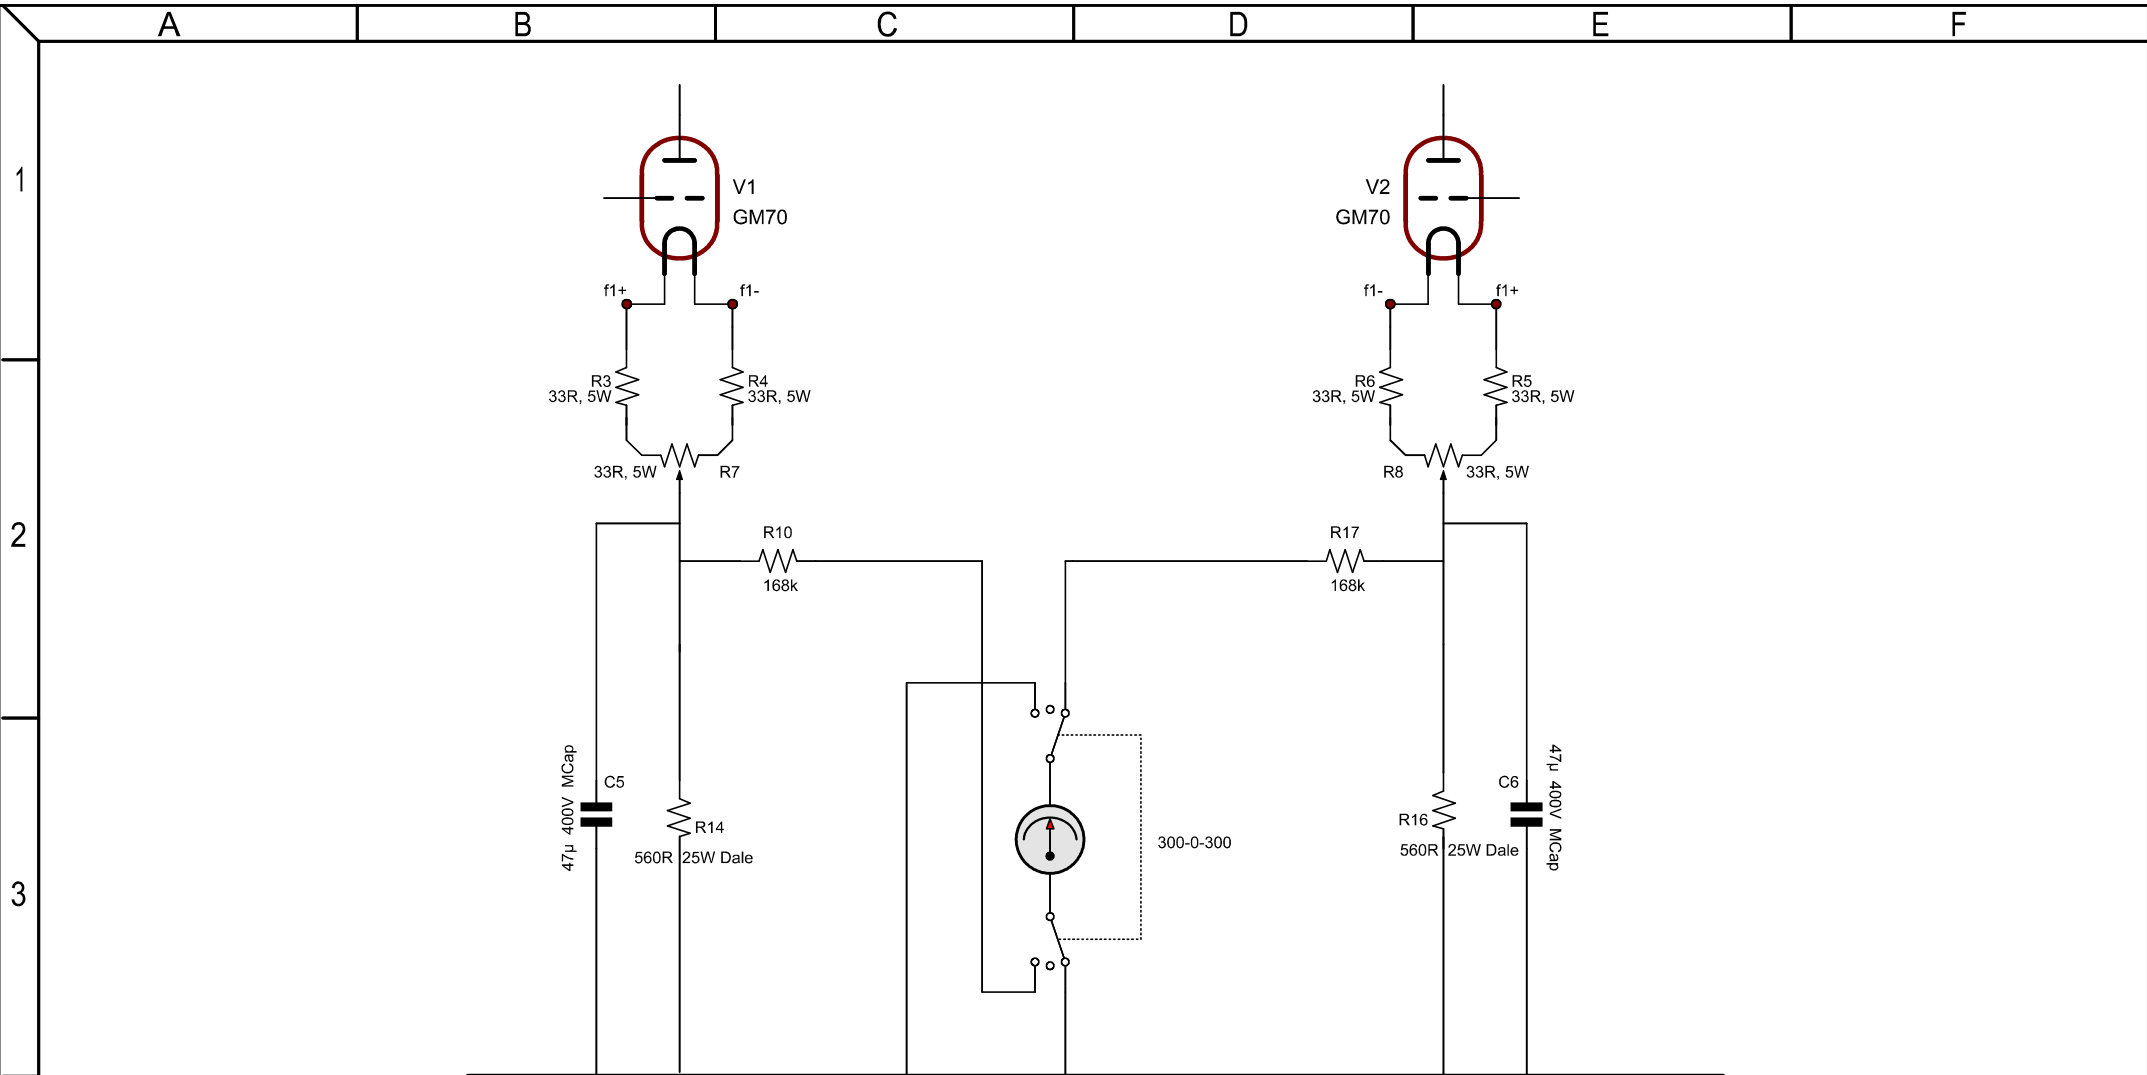 A B C D E F
1
V1
GM70
V2
GM70
f1+ f1-
f1- f1+
R3
33R, 5W
R4
33R, 5W
R6
33R, 5W
R5
33R, 5W
33R, 5W R7
R8 33R, 5W
2
R10
168k
R17
168k
47µ 400V MCap
C5
R14
560R 25W Dale
300-0-300
C6
47µ 400V MCap
R16
560R 25W Dale
3